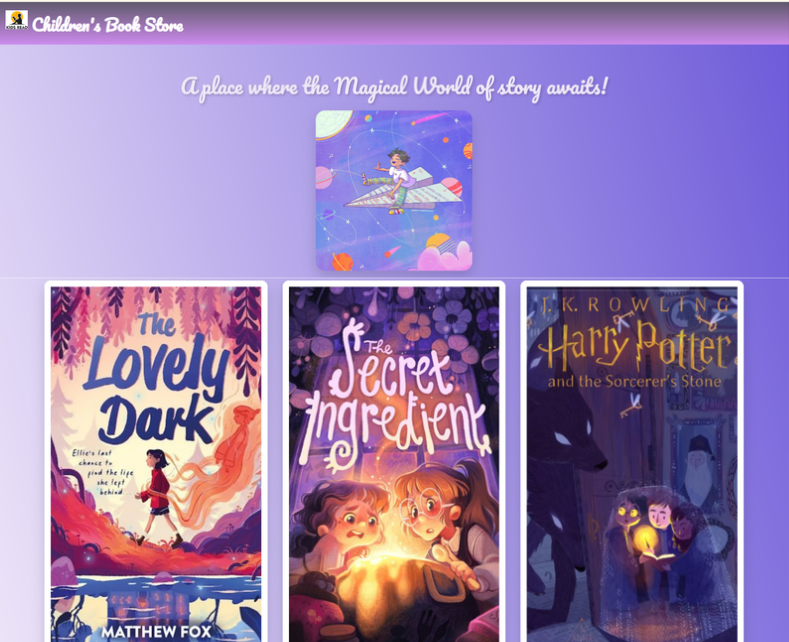 KIDS READ
Children's Book Store
A place where the Magical World of story awaits!
The
Lovely
Dark
Ellie's last
chance to
find the life
she left
behind
MATTHEW FOX
The
Secret
Ingredient
J. K. ROWLING
Harry Potter
and the Sorcerer's Stone